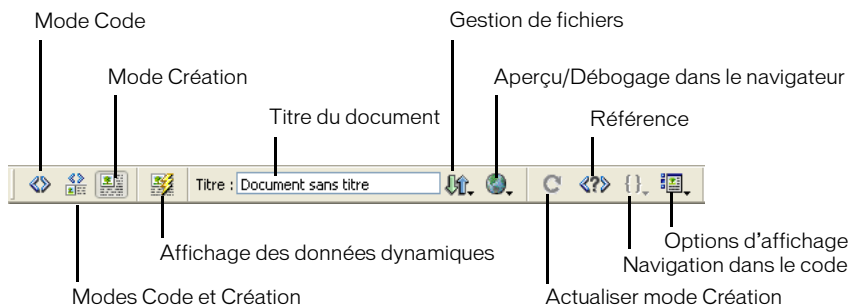 Mode Code
Gestion de fichiers
Mode Création
Aperçu/Débogage dans le navigateur
Titre du document
Référence
Titre : Document sans titre
Affichage des données dynamiques
Options d'affichage
Navigation dans le code
Modes Code et Création
Actualiser mode Création